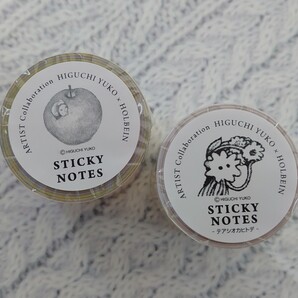 ARTIST Collaboration HIGUCHI YUKO × HOLBEIN
©HIGUCHI YUKO
STICKY
NOTES
ARTIST Collaboration HIGUCHI YUKO × HOLBEIN
©HIGUCHI YUKO
STICKY
NOTES
- テアシオカヒトデ -